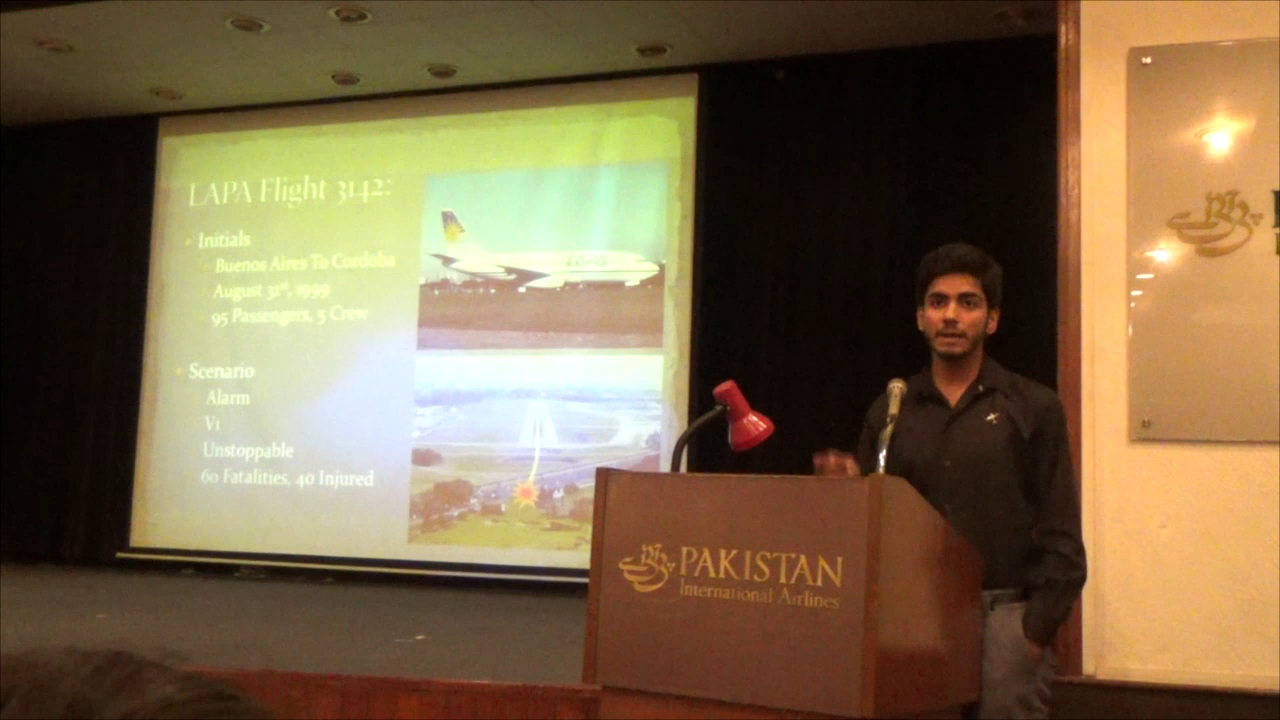 LAPA Flight 3142:
Initials
Buenos Aires To Cordoba
August 31st, 1999
95 Passengers, 5 Crew
Scenario
Alarm
V1
Unstoppable
60 Fatalities, 40 Injured
PAKISTAN
International Airlines